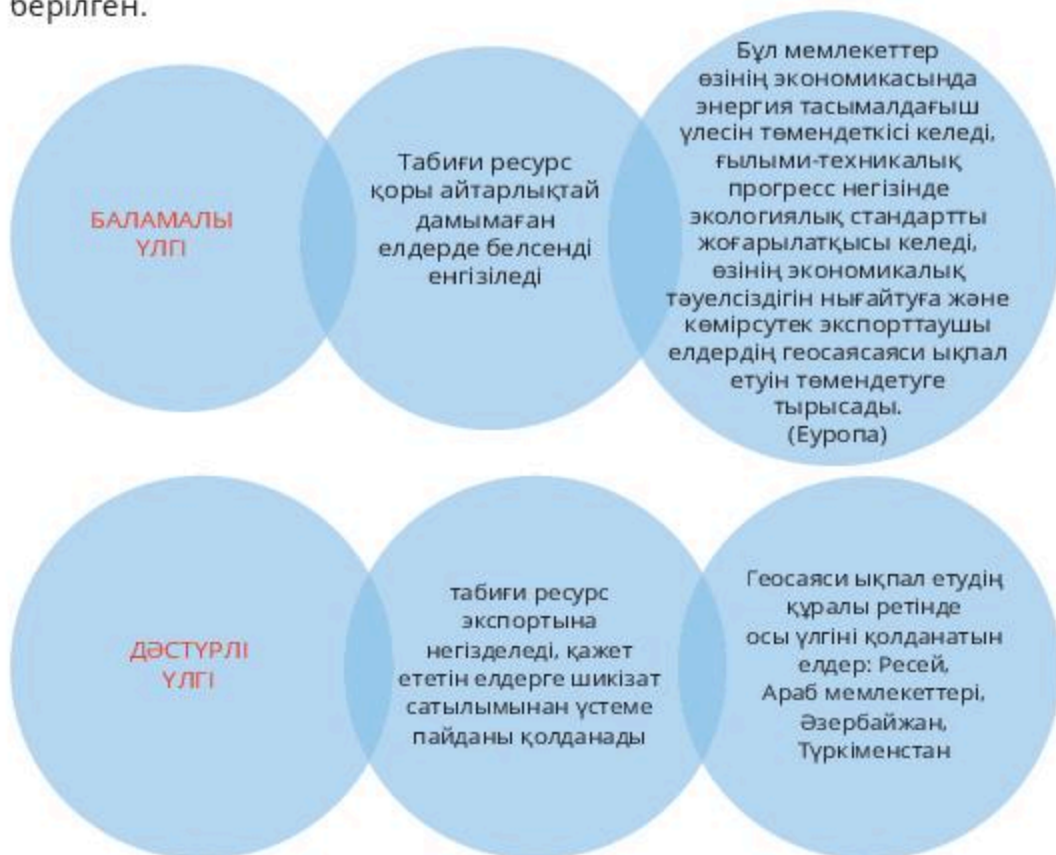 берілген.
БАЛАМАЛЫ
ҮЛГІ
Табиғи ресурс
қоры айтарлықтай
дамымаған
елдерде белсенді
енгізіледі
Бұл мемлекеттер
өзінің экономикасында
энергия тасымалдағыш
үлесін төмендеткісі келеді,
ғылыми-техникалық
прогресс негізінде
экологиялық стандартты
жоғарылатқысы келеді,
өзінің экономикалық
тәуелсіздігін нығайтуға және
көмірсутек экспорттаушы
елдердің геосаясаяси ықпал
етуін төмендетуге
тырысады.
(Еуропа)
ДӘСТҮРЛІ
ҮЛГІ
табиғи ресурс
экспортына
негізделеді, қажет
ететін елдерге шикізат
сатылымынан үстеме
пайданы қолданады
Геосаяси ықпал етудің
құралы ретінде
осы үлгіні қолданатын
елдер: Ресей,
Араб мемлекеттері,
Әзербайжан,
Түркіменстан